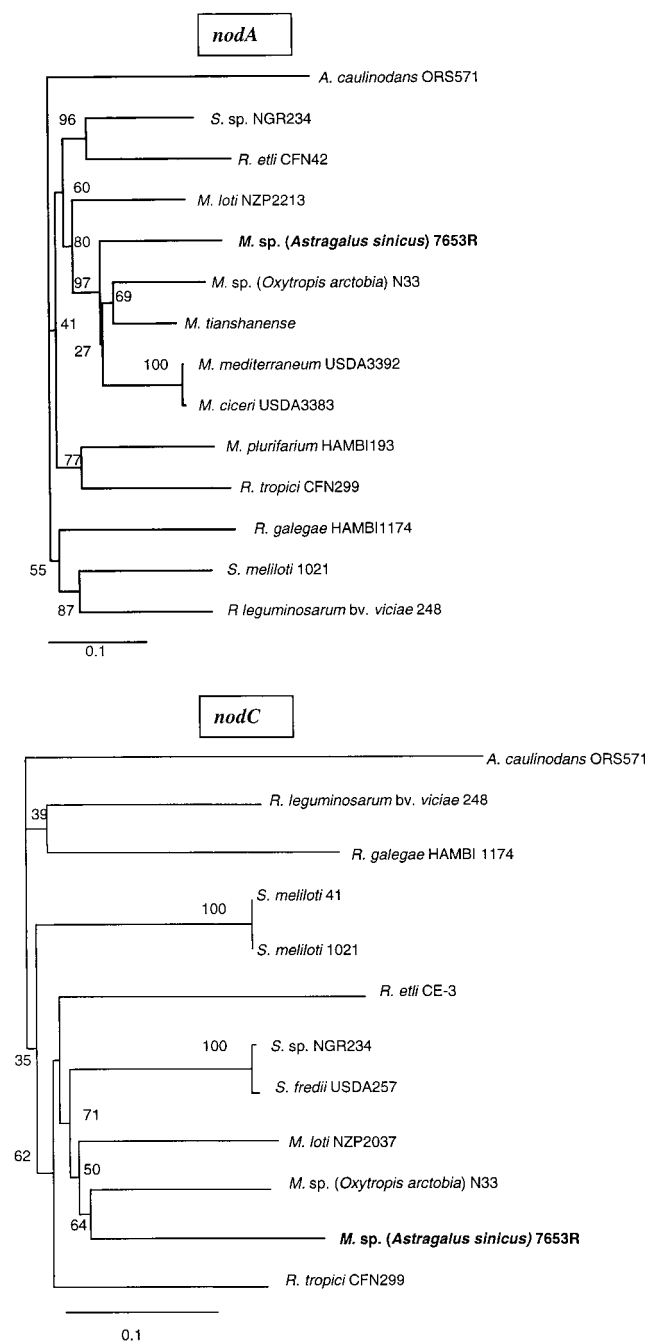 nodA
A. caulinodans ORS571
96
S. sp. NGR234
R. etli CFN42
60
M. loti NZP2213
80
M. sp. (Astragalus sinicus) 7653R
97
M. sp. (Oxytropis arctobia) N33
69
41
M. tianshanense
27
100
M. mediterraneum USDA3392
M. ciceri USDA3383
M. plurifarium HAMBI193
77
R. tropici CFN299
R. galegae HAMBI1174
55
S. meliloti 1021
87
R leguminosarum bv. viciae 248
0.1
nodC
A. caulinodans ORS571
39
R. leguminosarum bv. viciae 248
R. galegae HAMBI 1174
S. meliloti 41
100
S. meliloti 1021
R. etli CE-3
100
S. sp. NGR234
35
S. fredii USDA257
71
M. loti NZP2037
62
50
M. sp. (Oxytropis arctobia) N33
64
M. sp. (Astragalus sinicus) 7653R
R. tropici CFN299
0.1